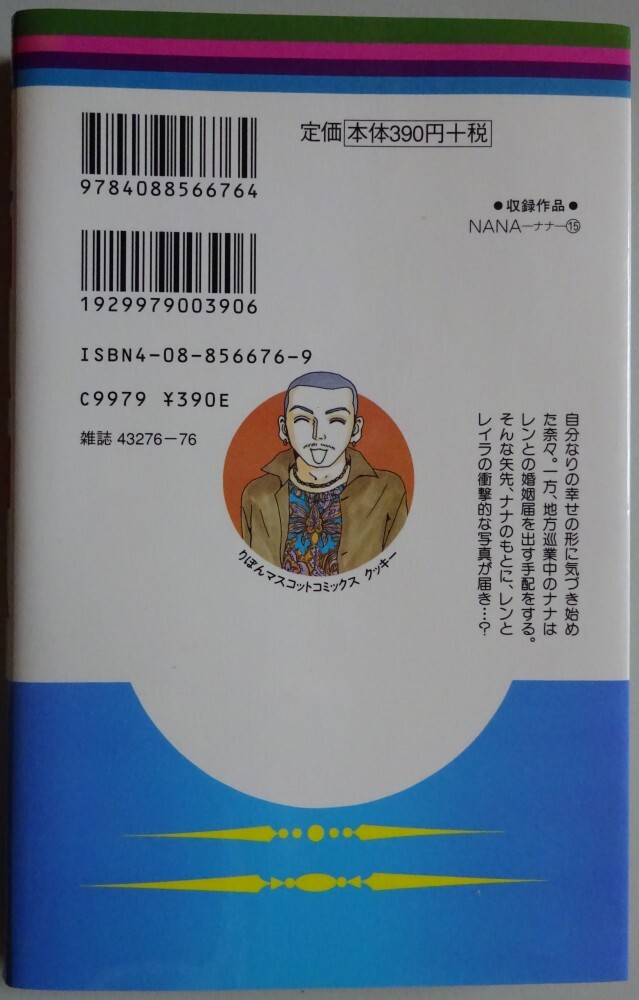 9784088566764
定価 本体390円＋税
●収録作品●
NANA―ナナ―⑮
1929979003906
ISBN4-08-856676-9
C9979 ¥390E
雑誌 43276-76
自分なりの幸せの形に気づき始め
た奈々。一方、地方巡業中のナナは
レンとの婚姻届を出す手配をする。
そんな矢先、ナナのもとに、レンと
レイラの衝撃的な写真が届き…?
りぼんマスコットコミックス クッキー